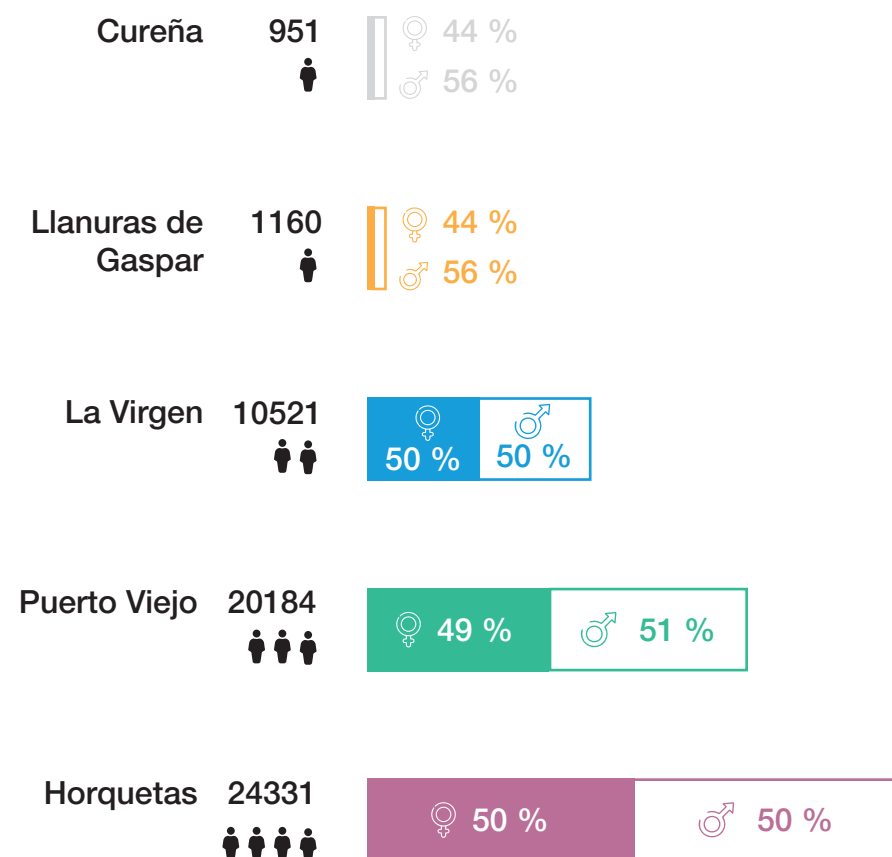 Cureña 951 ♀ 44 %
♂ 56 %
Llanuras de 1160 ♀ 44 %
Gaspar ♂ 56 %
La Virgen 10521 ♀ ♂
50 % 50 %
Puerto Viejo 20184 ♀ 49 % ♂ 51 %
Horquetas 24331 ♀ 50 % ♂ 50 %